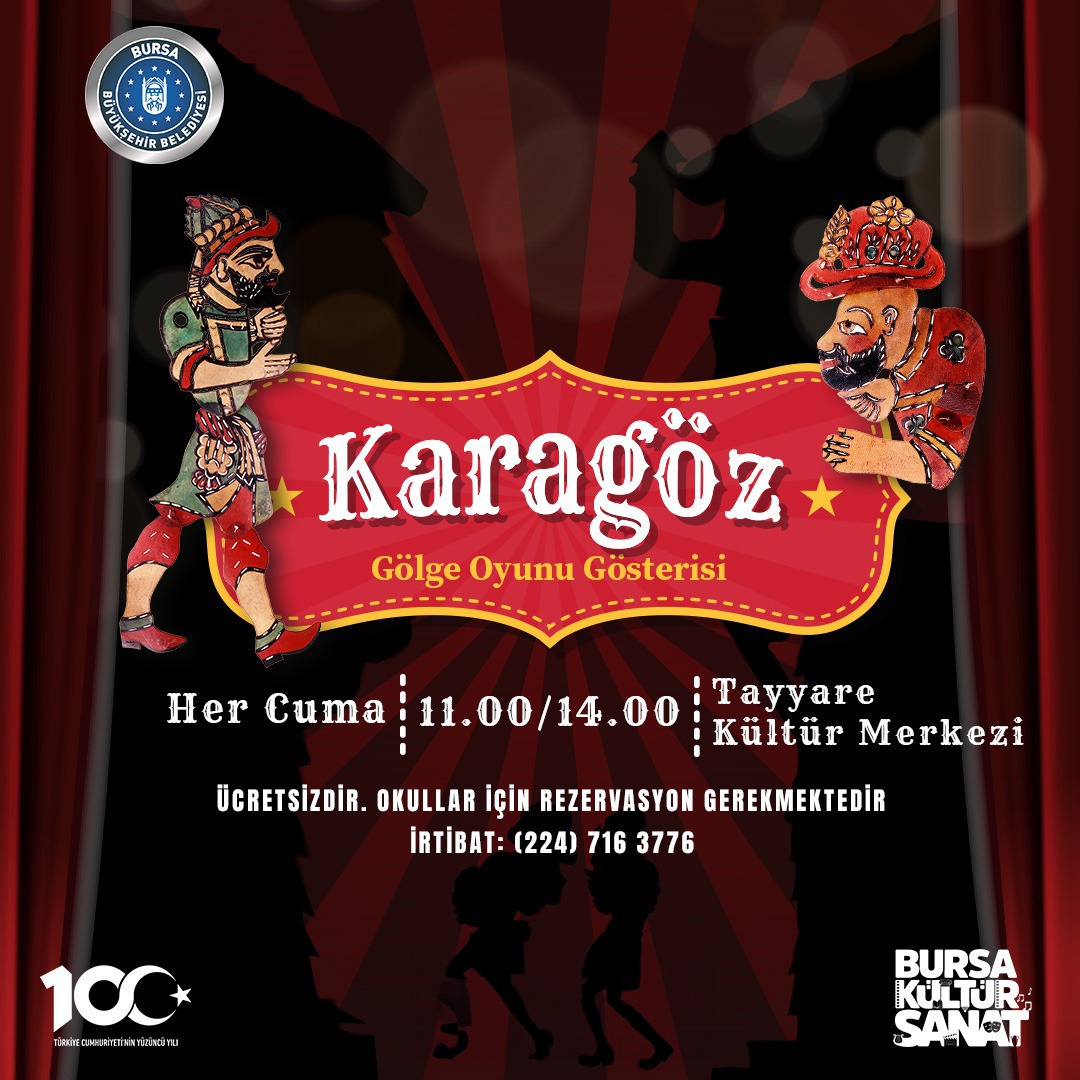 BURSA
BÜYÜKŞEHİR BELEDİYESİ
Karagöz
Gölge Oyunu Gösterisi
Her Cuma
11.00/14.00
Tayyare
Kültür Merkezi
ÜCRETSİZDİR. OKULLAR İÇİN REZERVASYON GEREKMEKTEDİR
İRTİBAT: (224) 716 3776
100
TÜRKİYE CUMHURİYETİ'NİN YÜZÜNCÜ YILI
BURSA
KÜLTÜR
SANAT